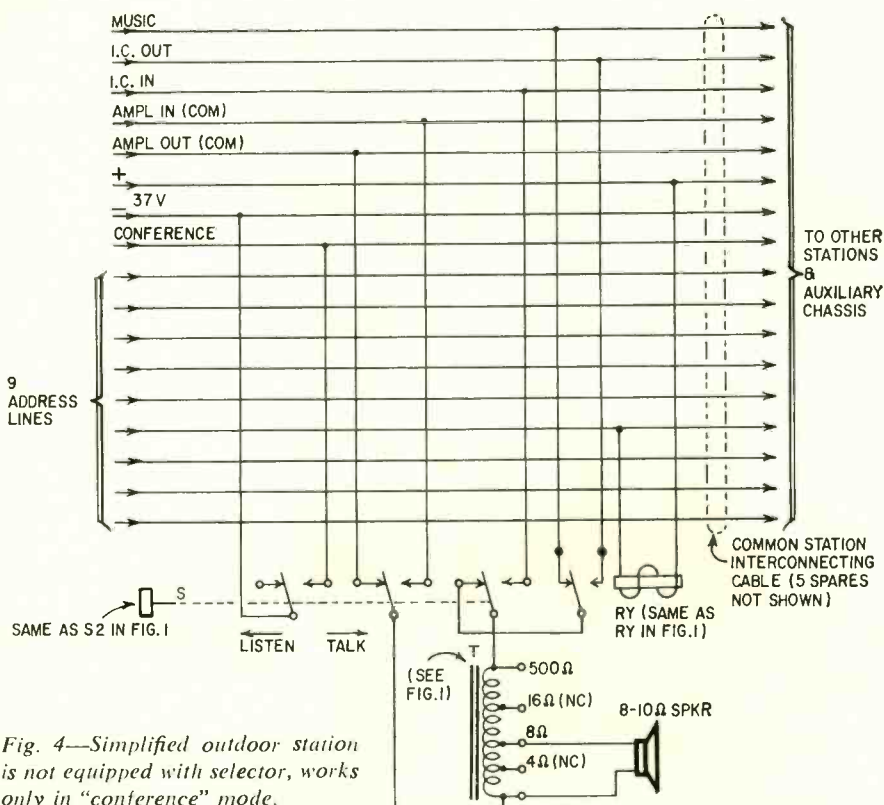 MUSIC
I.C. OUT
I.C. IN
AMPL IN (COM)
AMPL OUT (COM)
+
− 37 V
CONFERENCE
9
ADDRESS
LINES
TO OTHER
STATIONS
&
AUXILIARY
CHASSIS
COMMON STATION
INTERCONNECTING
CABLE (5 SPARES
NOT SHOWN)
S
SAME AS S2 IN FIG. 1
LISTEN
TALK
RY (SAME AS
RY IN FIG. 1)
T
(SEE
FIG. 1)
500Ω
16Ω (NC)
8Ω
4Ω (NC)
8-10Ω SPKR
Fig. 4—Simplified outdoor station
is not equipped with selector, works
only in "conference" mode.